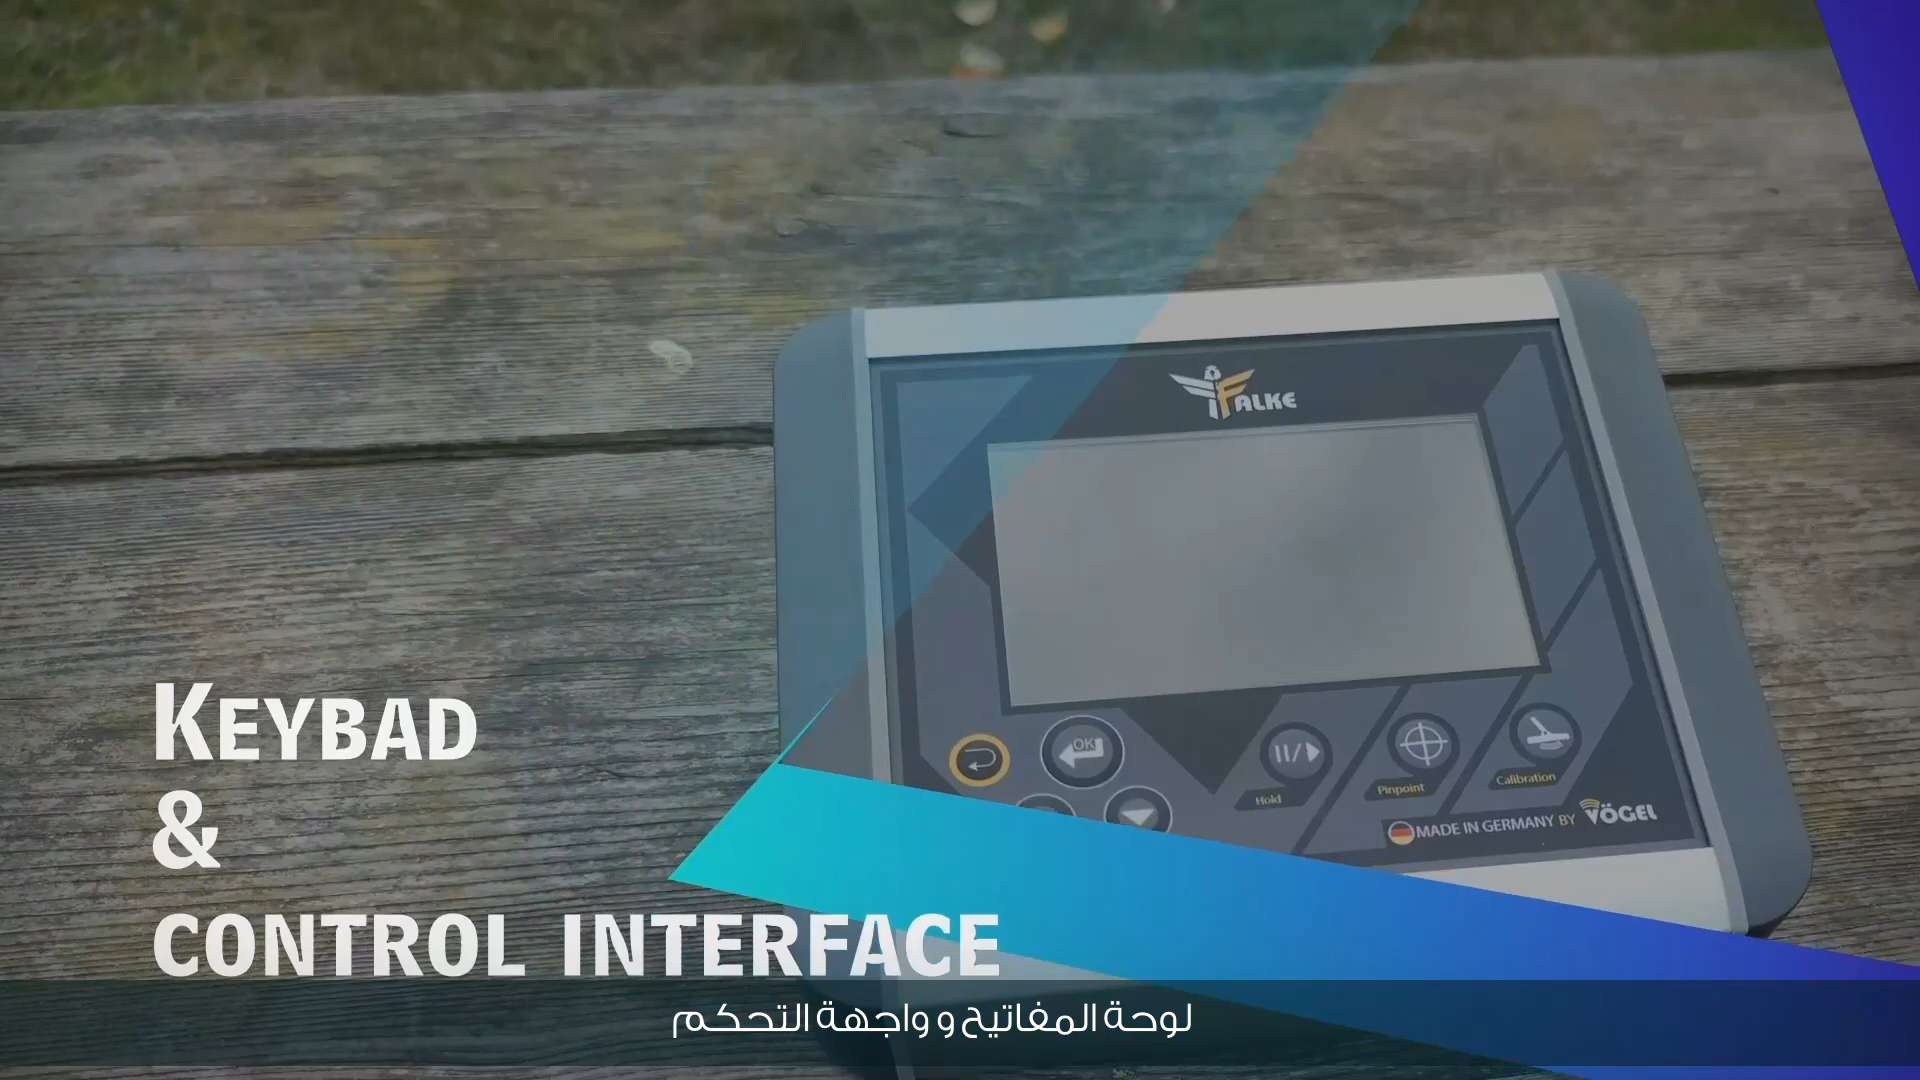 FALKE
OK
Hold
Pinpoint
Calibration
MADE IN GERMANY BY VÖGEL
KEYBAD
&
CONTROL INTERFACE
لوحة المفاتيح و واجهة التحكم